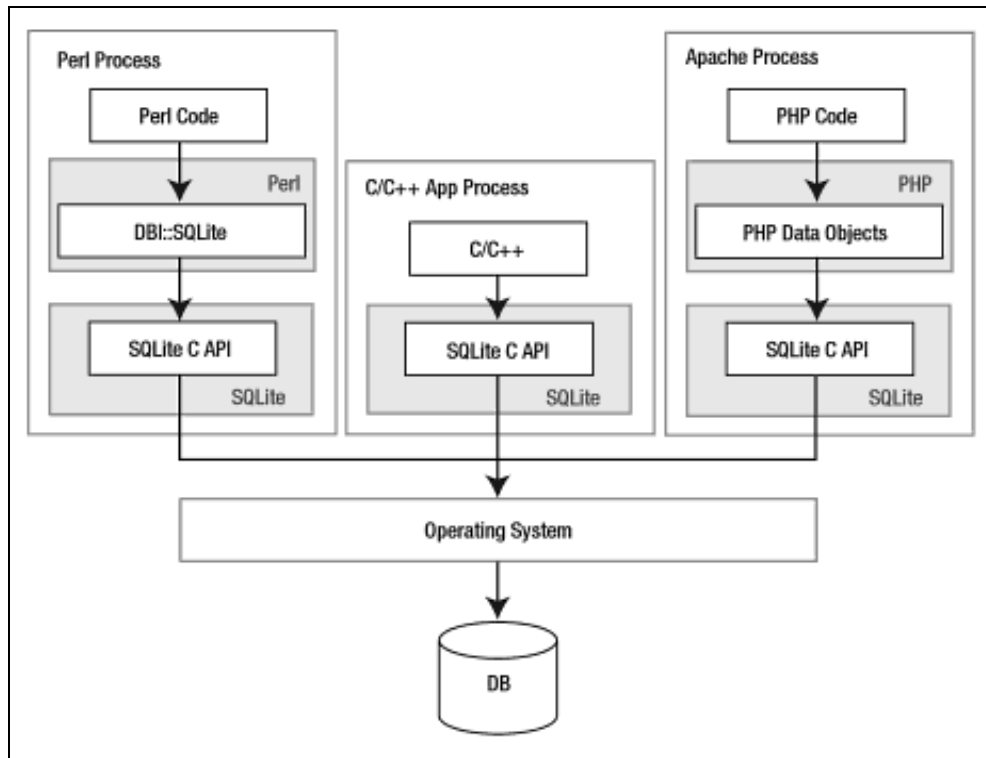 Perl Process
Perl Code
Perl
DBI::SQLite
SQLite C API
SQLite
C/C++ App Process
C/C++
SQLite C API
SQLite
Apache Process
PHP Code
PHP
PHP Data Objects
SQLite C API
SQLite
Operating System
DB